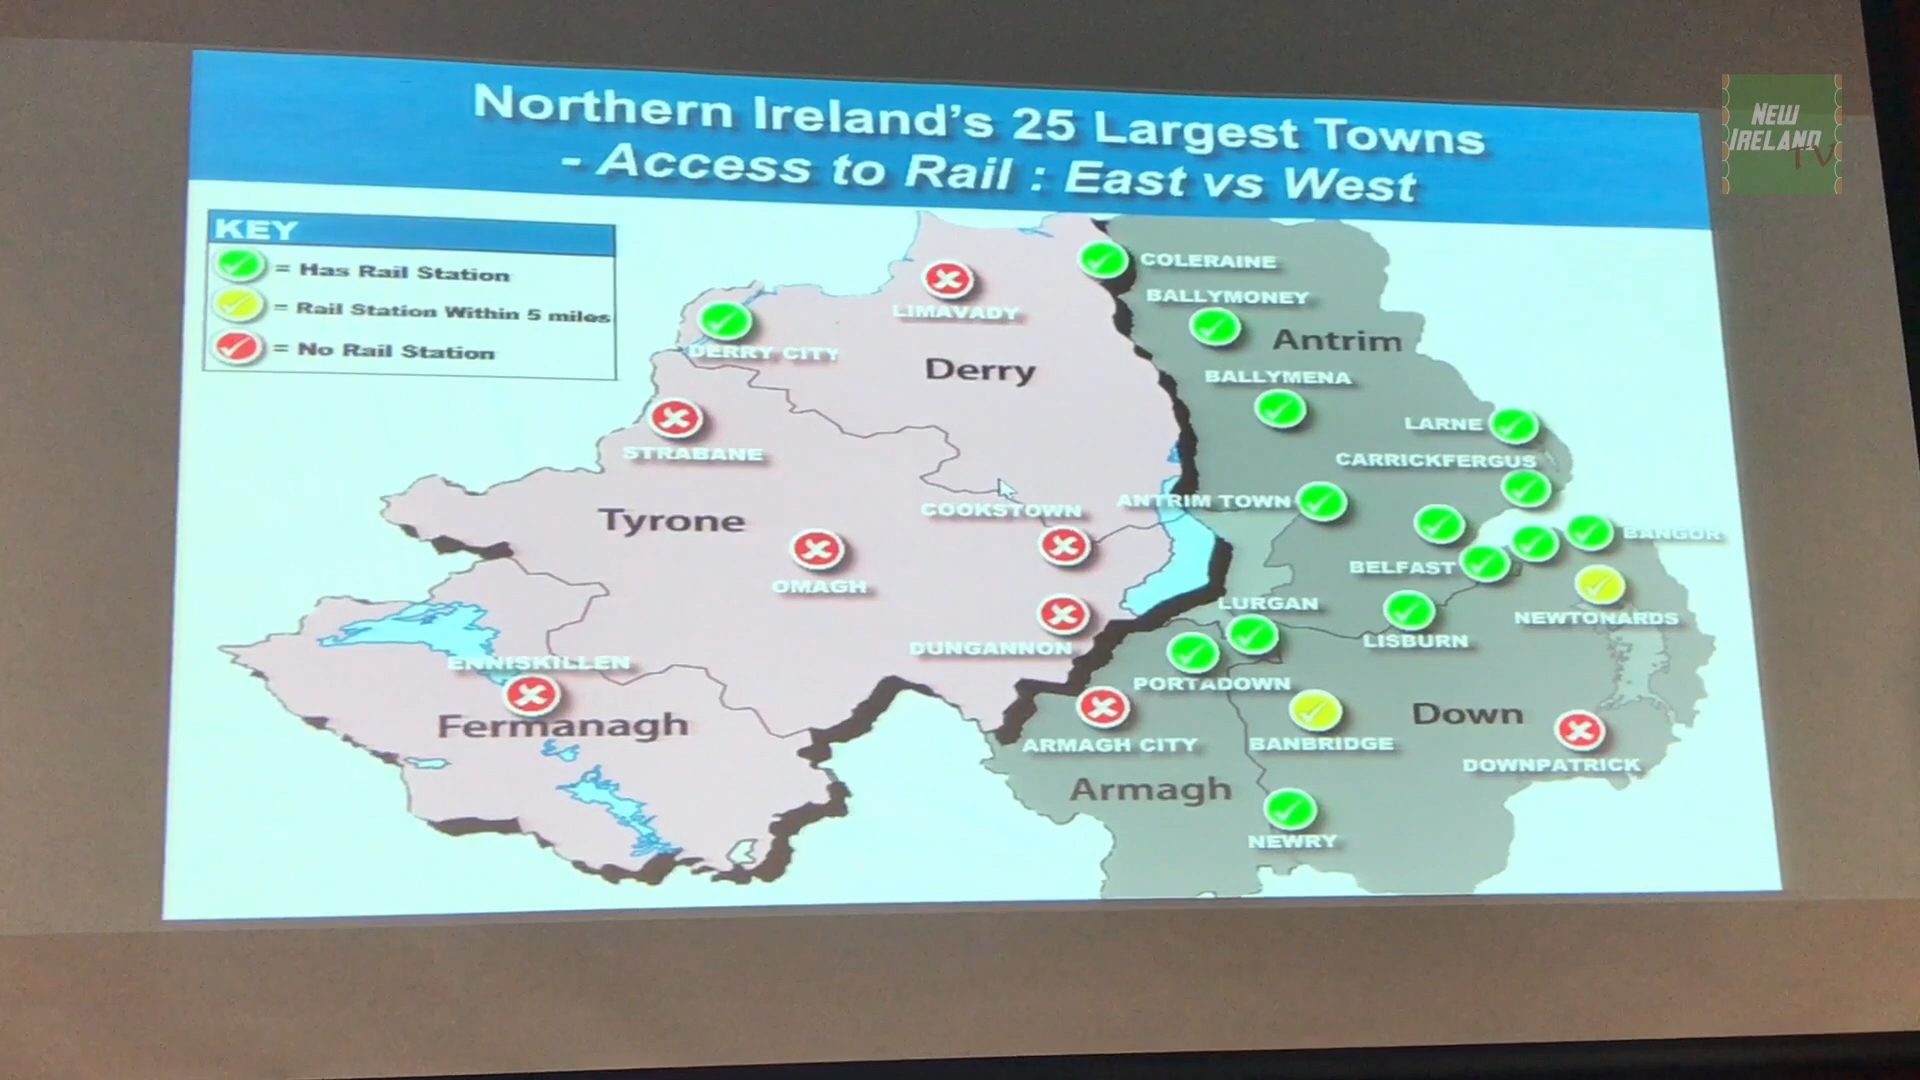 Northern Ireland's 25 Largest Towns
- Access to Rail : East vs West
NEW
IRELAND
TV
KEY
= Has Rail Station
= Rail Station Within 5 miles
= No Rail Station
COLERAINE
LIMAVADY
BALLYMONEY
DERRY CITY
Antrim
Derry
BALLYMENA
LARNE
STRABANE
CARRICKFERGUS
Tyrone
COOKSTOWN
ANTRIM TOWN
BANGOR
BELFAST
OMAGH
LURGAN
NEWTONARDS
LISBURN
DUNGANNON
ENNISKILLEN
PORTADOWN
Fermanagh
Down
ARMAGH CITY
BANBRIDGE
DOWNPATRICK
Armagh
NEWRY